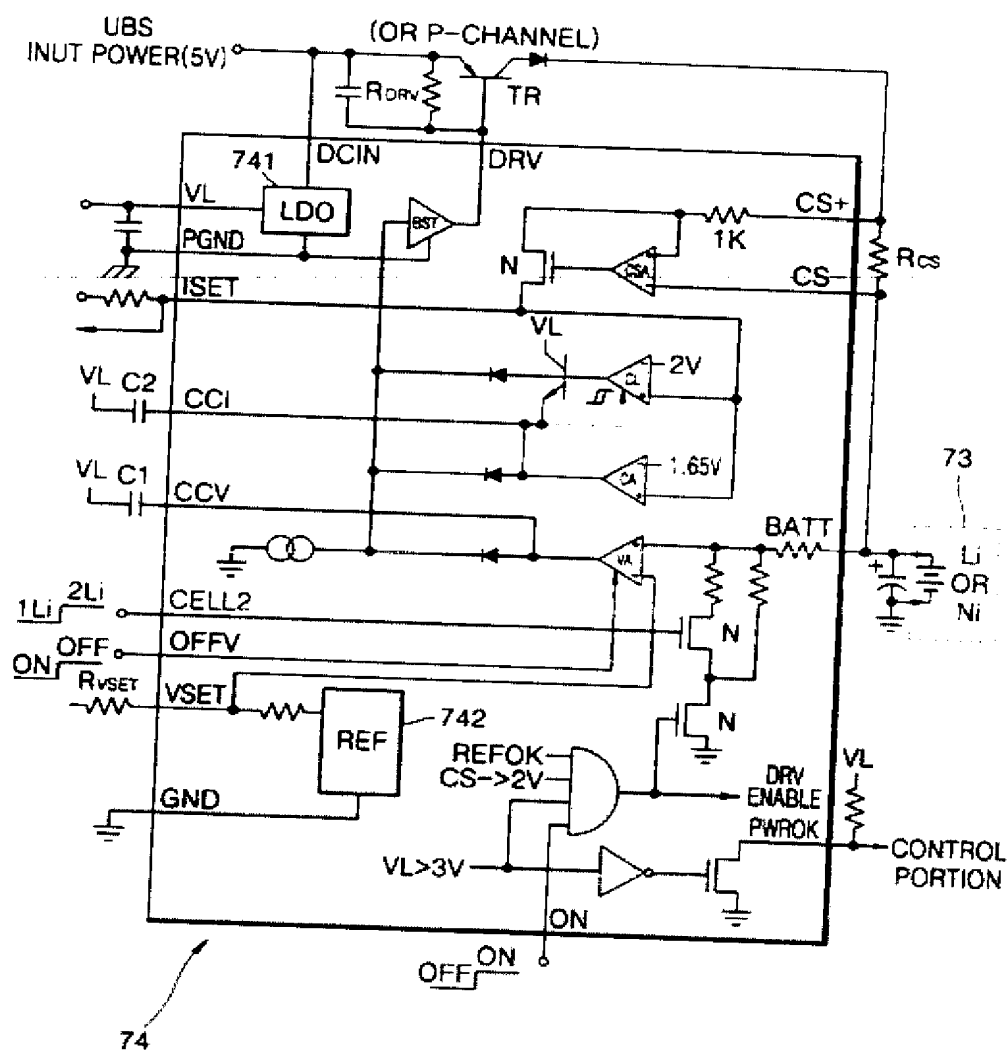 UBS
INUT POWER(5V)
(OR P-CHANNEL)
RDRV
TR
741
DCIN
DRV
VL
LDO
BST
CS+
1K
PGND
N
CSA
RCS
CS-
ISET
VL
VL C2
CCI
CL
2V
VL C1
CCV
CA
1.65V
73
BATT
VA
+
Li
OR
Ni
1Li 2Li
CELL2
N
ON OFF
OFFV
RVSET
VSET
742
REF
N
REFOK
CS->2V
VL
DRV
ENABLE
GND
PWROK
VL>3V
CONTROL
PORTION
ON
OFF ON
74